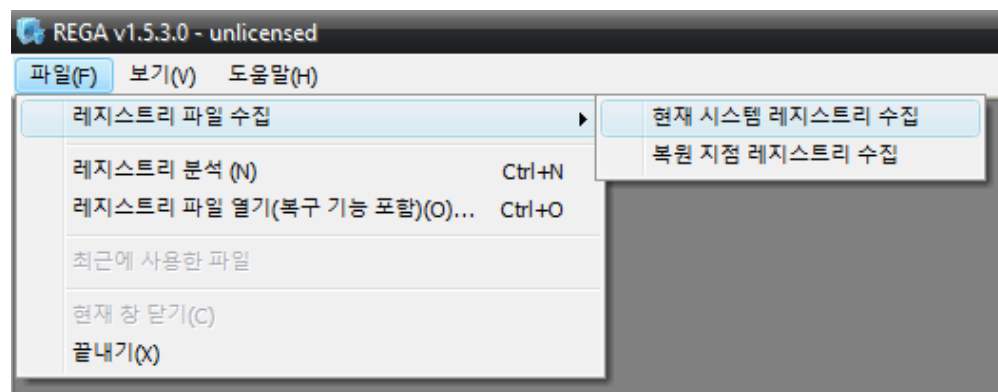 REGA v1.5.3.0 - unlicensed
파일(F) 보기(V) 도움말(H)
레지스트리 파일 수집
현재 시스템 레지스트리 수집
복원 지점 레지스트리 수집
레지스트리 분석 (N) Ctrl+N
레지스트리 파일 열기(복구 기능 포함)(O)... Ctrl+O
최근에 사용한 파일
현재 창 닫기(C)
끝내기(X)